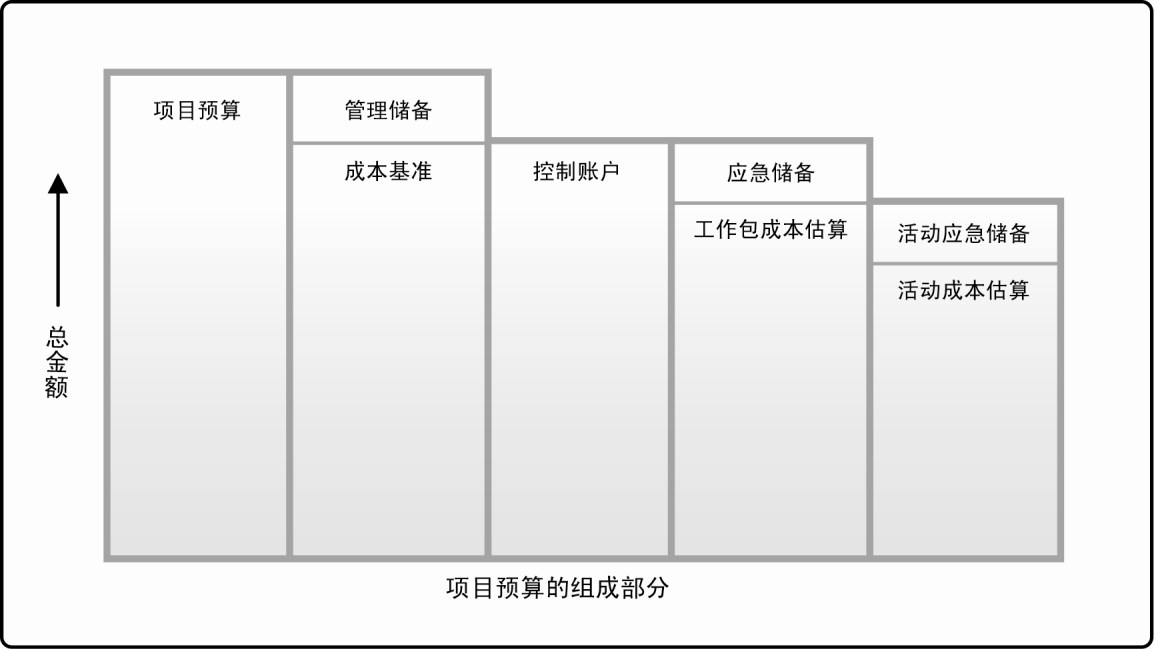 项目预算
管理储备
成本基准
控制账户
应急储备
工作包成本估算
活动应急储备
活动成本估算
总金额
项目预算的组成部分